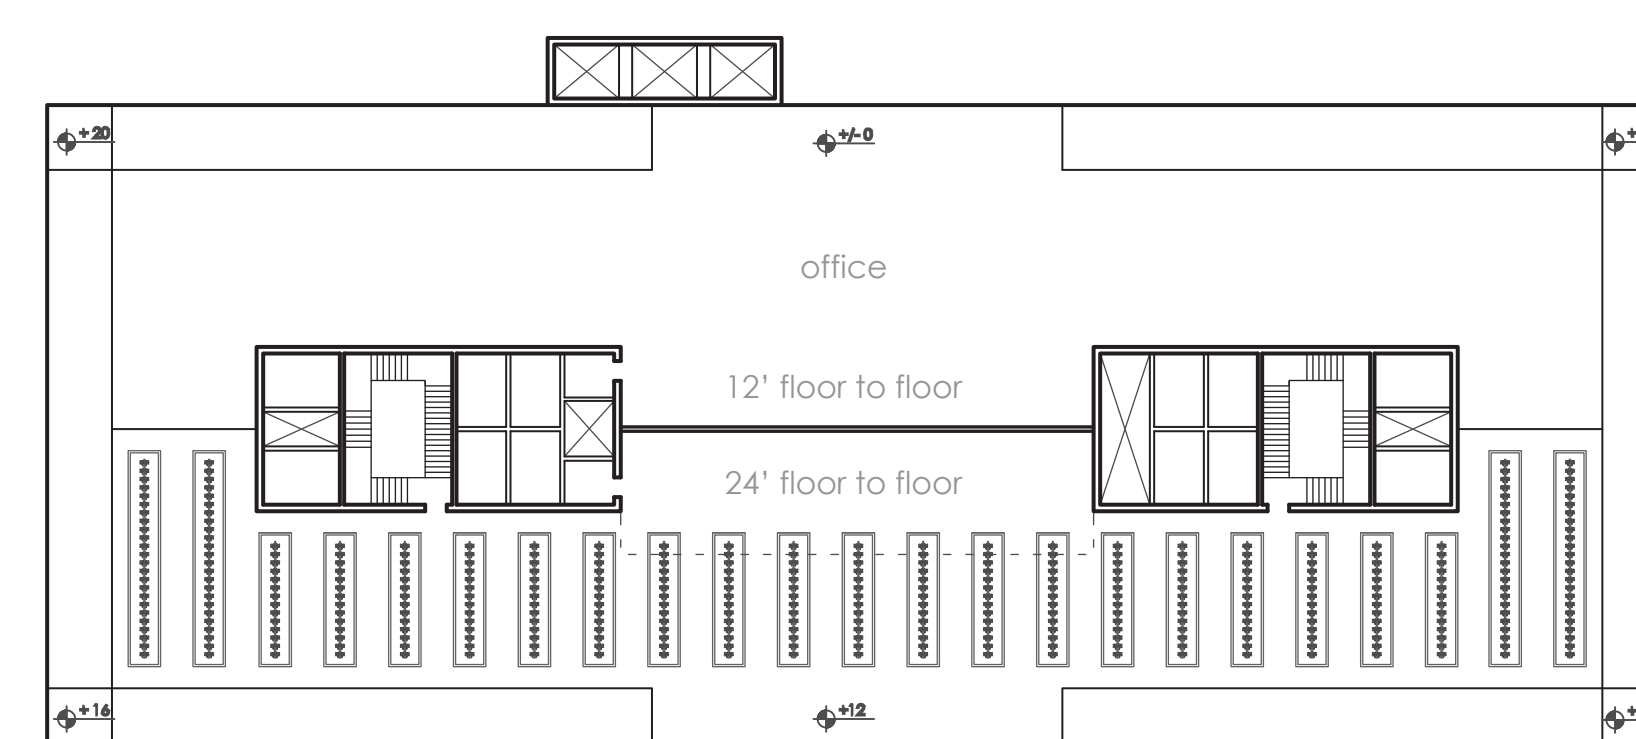 +20
+/-0
+
office
12’ floor to floor
24’ floor to floor
+16
+12
+